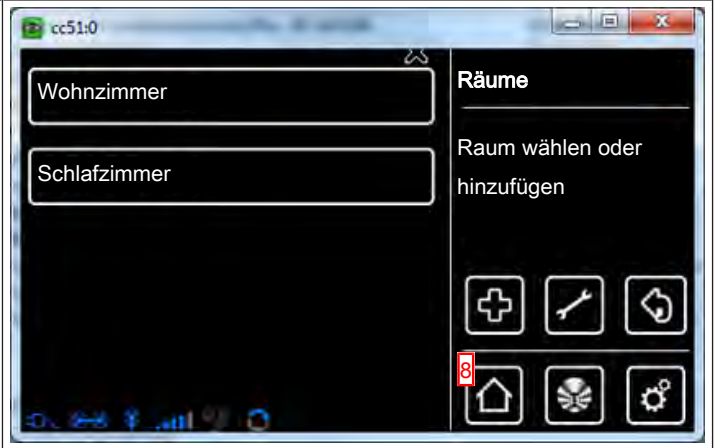 cc51:0
Wohnzimmer
Schlafzimmer
Räume
Raum wählen oder
hinzufügen
8